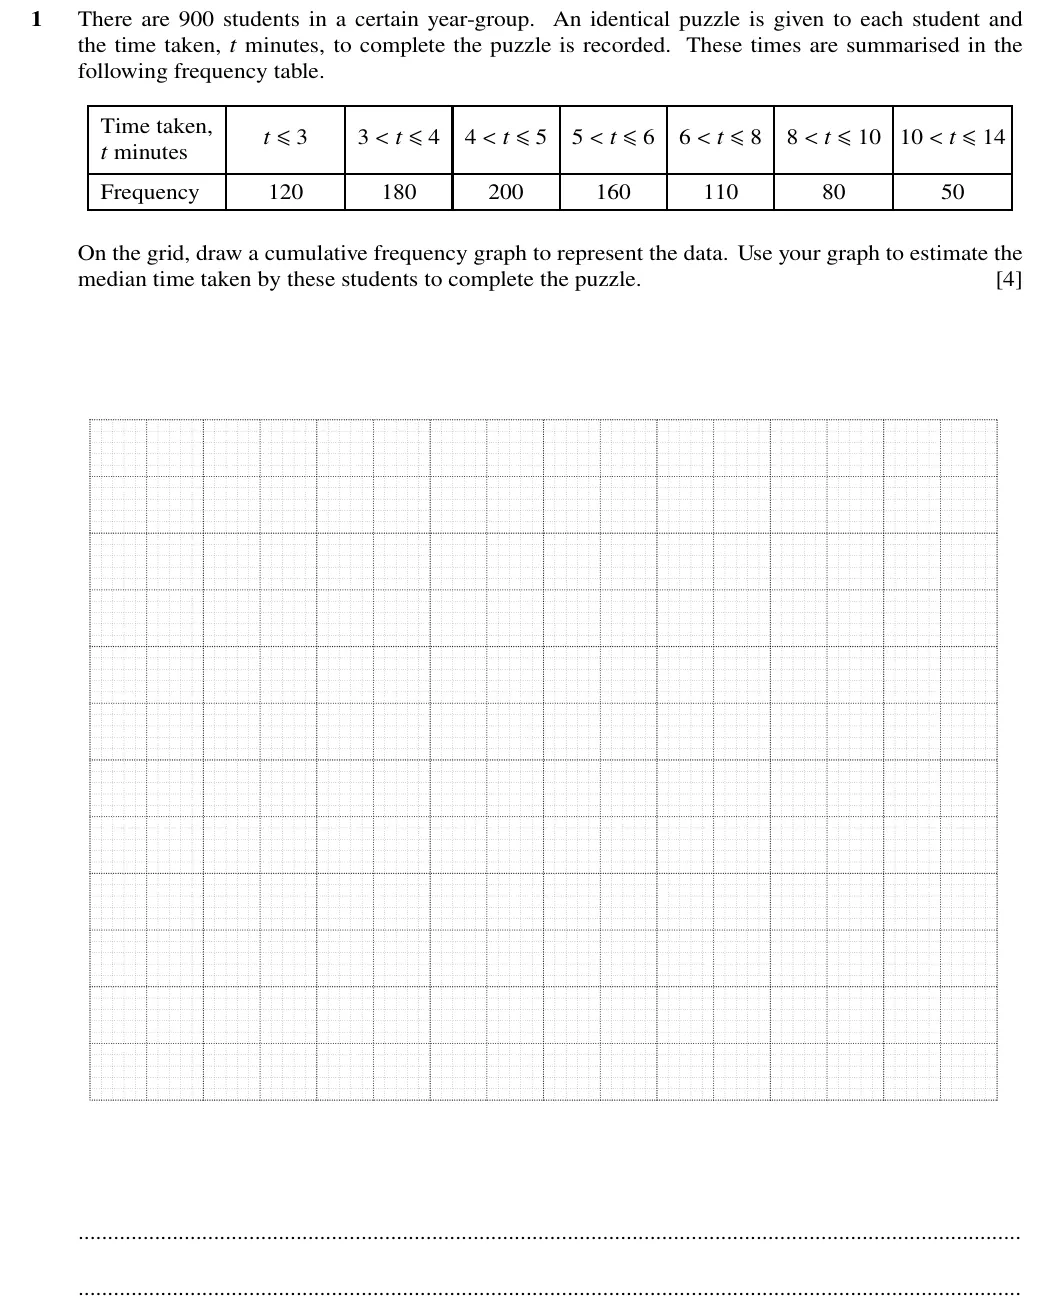 1 There are 900 students in a certain year-group. An identical puzzle is given to each student and
the time taken, t minutes, to complete the puzzle is recorded. These times are summarised in the
following frequency table.
Time taken, t minutes | t ⩽ 3 | 3 < t ⩽ 4 | 4 < t ⩽ 5 | 5 < t ⩽ 6 | 6 < t ⩽ 8 | 8 < t ⩽ 10 | 10 < t ⩽ 14
Frequency | 120 | 180 | 200 | 160 | 110 | 80 | 50
On the grid, draw a cumulative frequency graph to represent the data. Use your graph to estimate the
median time taken by these students to complete the puzzle. [4]